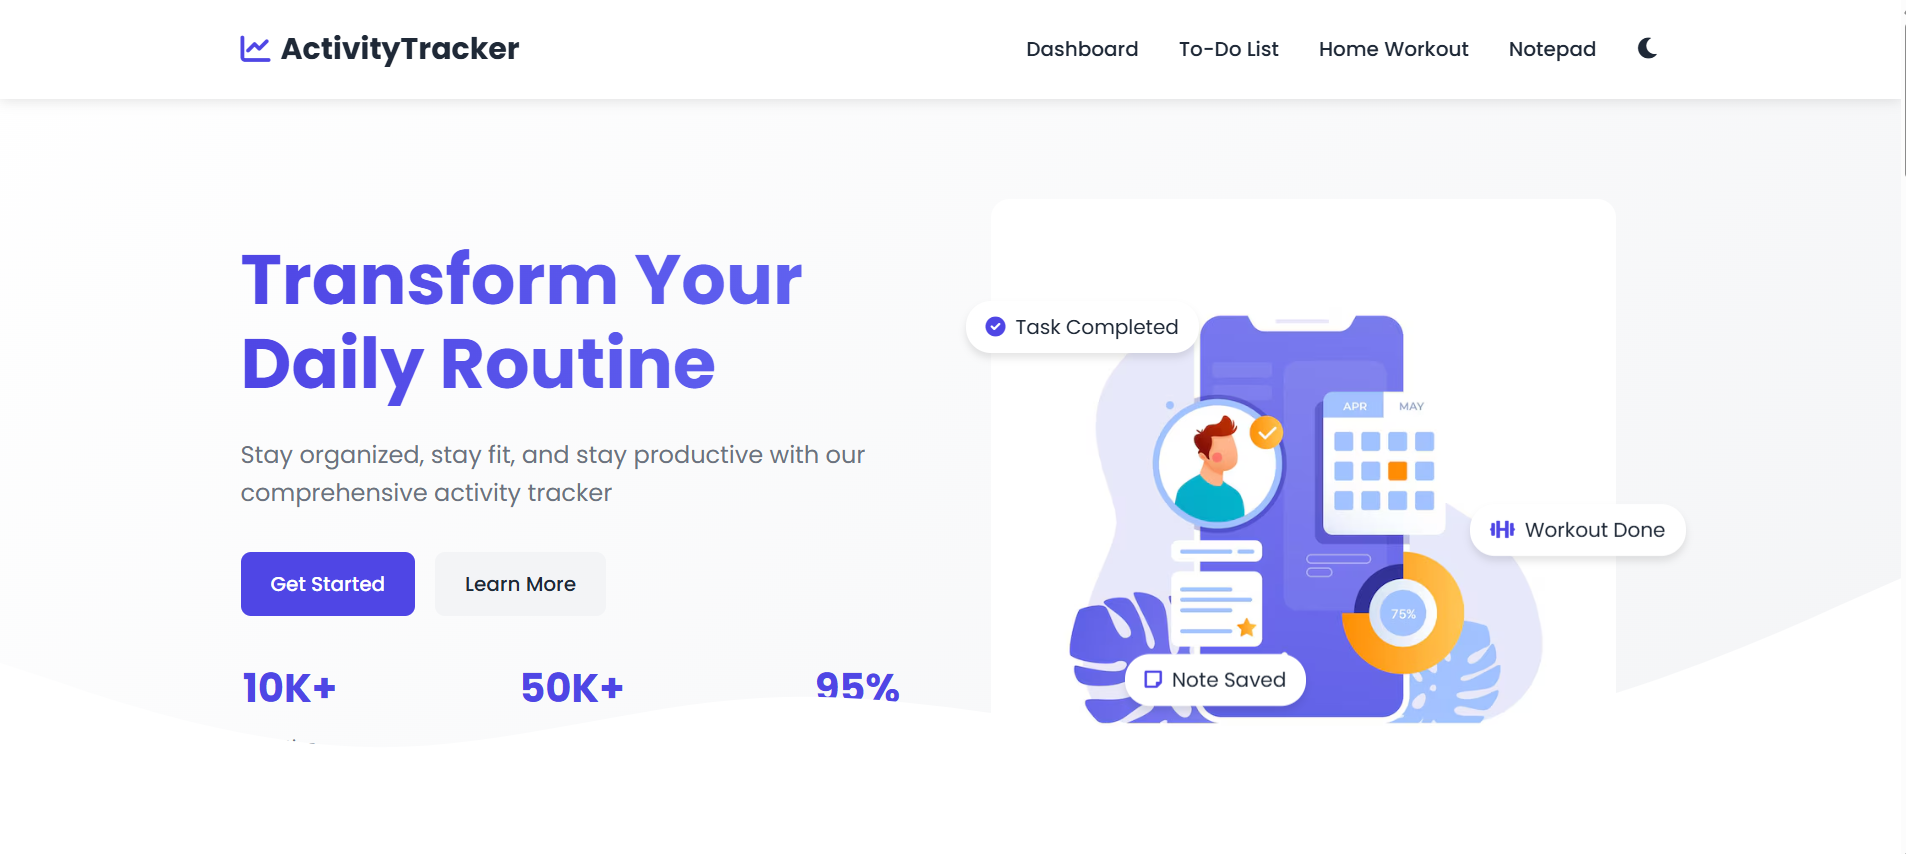 ActivityTracker
Dashboard
To-Do List
Home Workout
Notepad
Transform Your
Daily Routine
Stay organized, stay fit, and stay productive with our
comprehensive activity tracker
Get Started
Learn More
10K+
50K+
95%
Task Completed
APR
MAY
Workout Done
75%
Note Saved